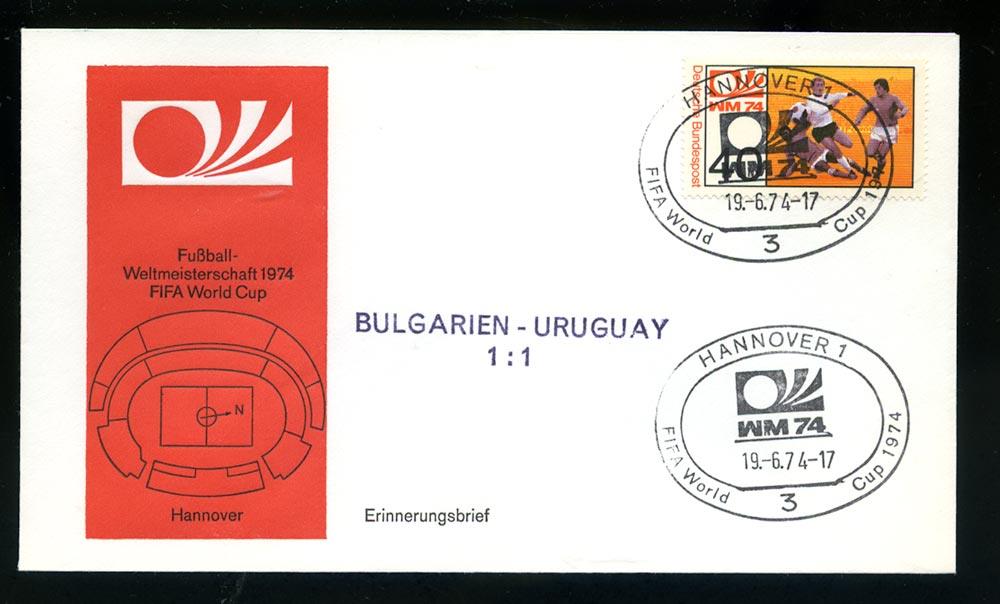 Fußball-
Weltmeisterschaft 1974
FIFA World Cup
N
Hannover
BULGARIEN - URUGUAY
1 : 1
Erinnerungsbrief
Deutsche Bundespost
WM 74
40
HANNOVER 1
WM 74
19.-6.74-17
FIFA World Cup 1974
3
HANNOVER 1
WM 74
19.-6.74-17
FIFA World Cup 1974
3